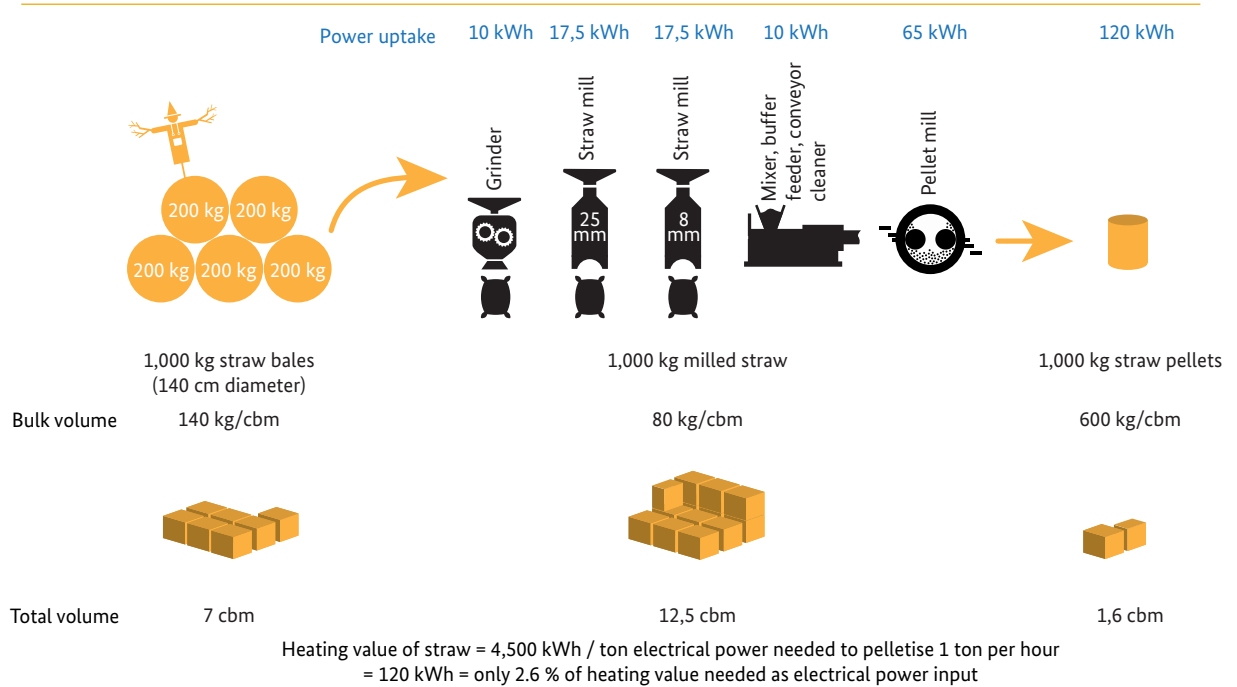 Power uptake 10 kWh 17,5 kWh 17,5 kWh 10 kWh 65 kWh 120 kWh
Grinder
Straw mill
Straw mill
Mixer, buffer
feeder, conveyor
cleaner
Pellet mill
200 kg 200 kg
200 kg 200 kg 200 kg
25
mm
8
mm
1,000 kg straw bales
(140 cm diameter)
1,000 kg milled straw
1,000 kg straw pellets
Bulk volume 140 kg/cbm 80 kg/cbm 600 kg/cbm
Total volume 7 cbm 12,5 cbm 1,6 cbm
Heating value of straw = 4,500 kWh / ton electrical power needed to pelletise 1 ton per hour
= 120 kWh = only 2.6 % of heating value needed as electrical power input